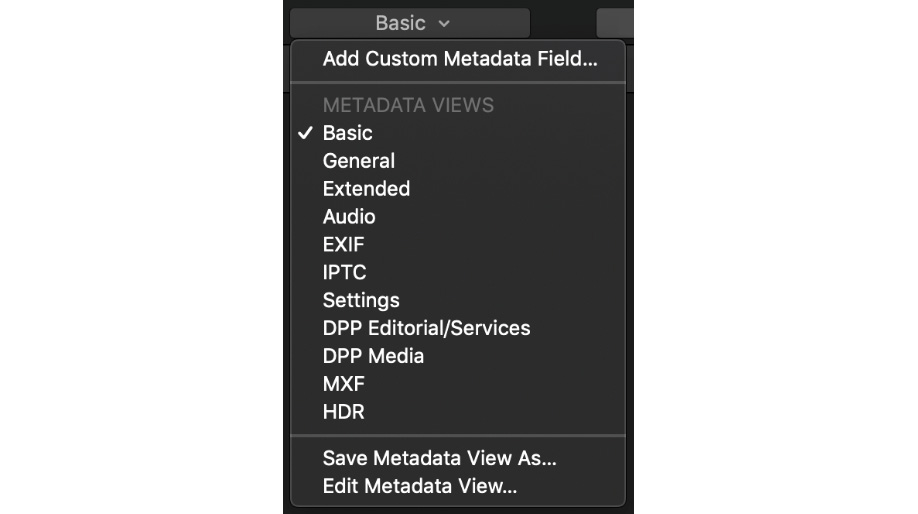 Basic
Add Custom Metadata Field...
METADATA VIEWS
Basic
General
Extended
Audio
EXIF
IPTC
Settings
DPP Editorial/Services
DPP Media
MXF
HDR
Save Metadata View As...
Edit Metadata View...